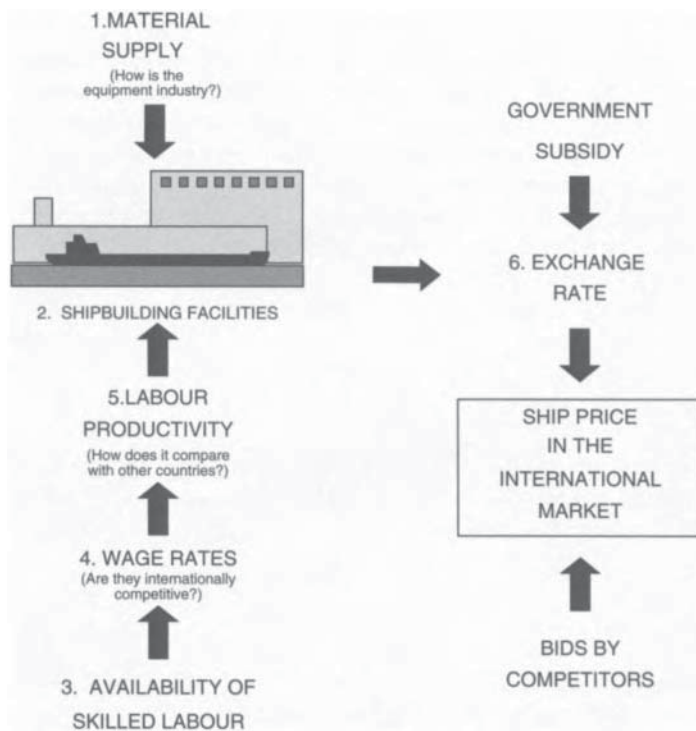 1.MATERIAL
SUPPLY
(How is the
equipment industry?)
2. SHIPBUILDING FACILITIES
5.LABOUR
PRODUCTIVITY
(How does it compare
with other countries?)
4. WAGE RATES
(Are they internationally
competitive?)
3. AVAILABILITY OF
SKILLED LABOUR
GOVERNMENT
SUBSIDY
6. EXCHANGE
RATE
SHIP PRICE
IN THE
INTERNATIONAL
MARKET
BIDS BY
COMPETITORS